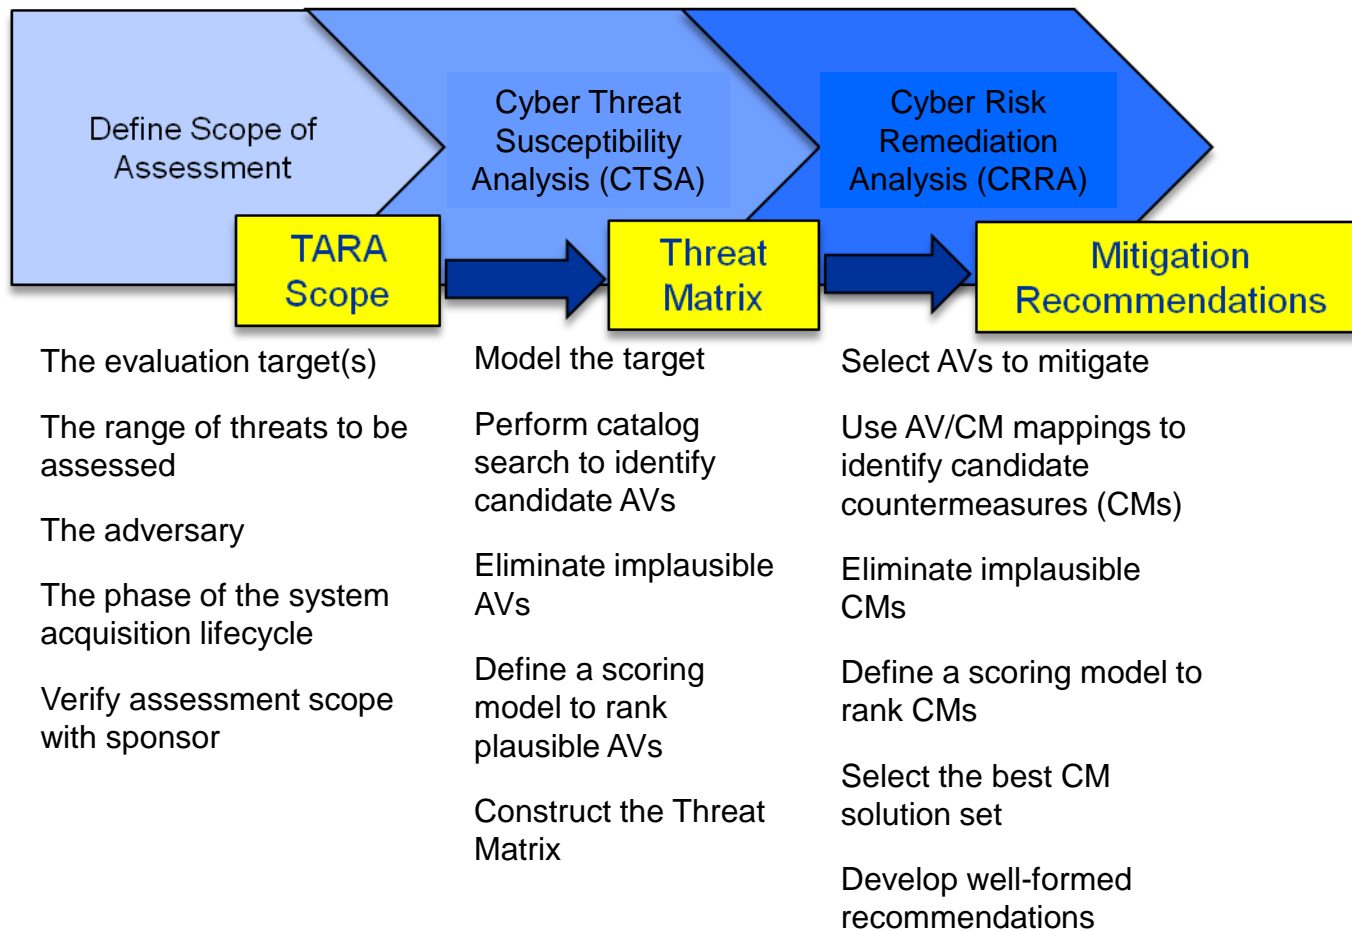 Define Scope of
Assessment
Cyber Threat
Susceptibility
Analysis (CTSA)
Cyber Risk
Remediation
Analysis (CRRA)
TARA
Scope
Threat
Matrix
Mitigation
Recommendations
The evaluation target(s)
The range of threats to be
assessed
The adversary
The phase of the system
acquisition lifecycle
Verify assessment scope
with sponsor
Model the target
Perform catalog
search to identify
candidate AVs
Eliminate implausible
AVs
Define a scoring
model to rank
plausible AVs
Construct the Threat
Matrix
Select AVs to mitigate
Use AV/CM mappings to
identify candidate
countermeasures (CMs)
Eliminate implausible
CMs
Define a scoring model to
rank CMs
Select the best CM
solution set
Develop well-formed
recommendations